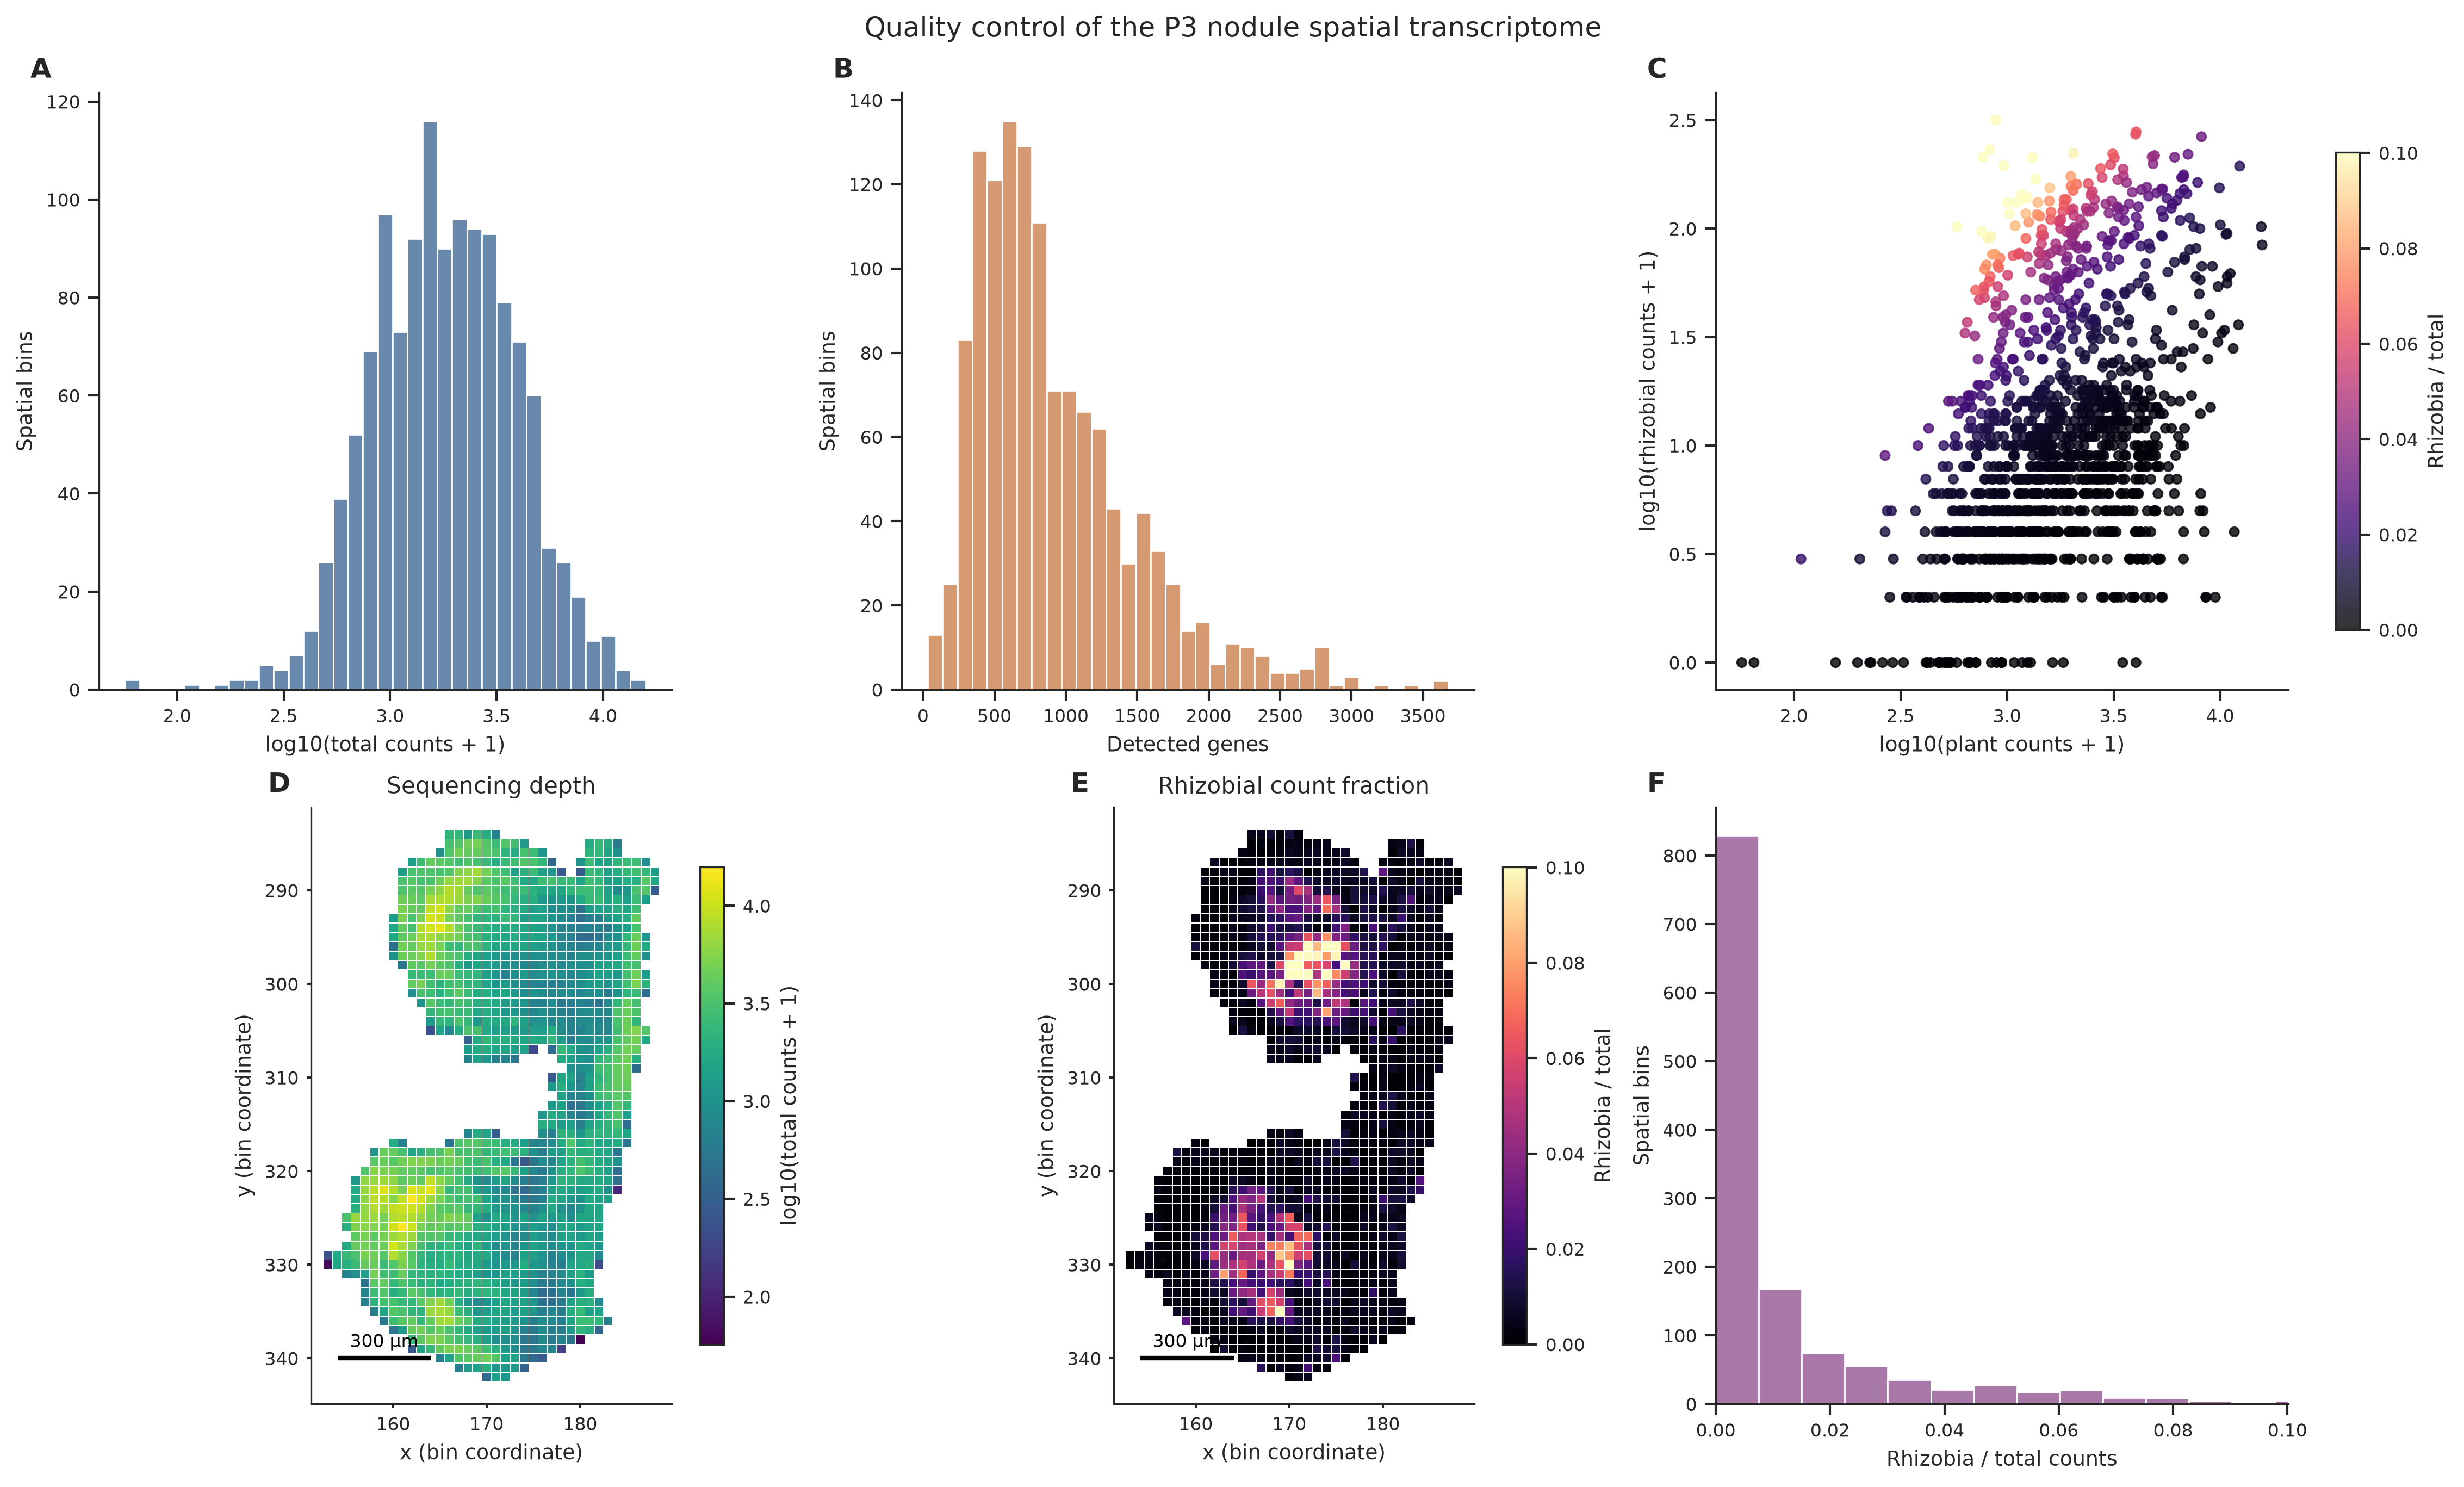 Quality control of the P3 nodule spatial transcriptome
A
Spatial bins
120
100
80
60
40
20
0
2.0 2.5 3.0 3.5 4.0
log10(total counts + 1)
B
Spatial bins
140
120
100
80
60
40
20
0
0 500 1000 1500 2000 2500 3000 3500
Detected genes
C
log10(rhizobial counts + 1)
2.5
2.0
1.5
1.0
0.5
0.0
2.0 2.5 3.0 3.5 4.0
log10(plant counts + 1)
0.10
0.08
0.06
0.04
0.02
0.00
Rhizobia / total
D
Sequencing depth
y (bin coordinate)
290
300
310
320
330
340
300 µm
160 170 180
x (bin coordinate)
4.0
3.5
3.0
2.5
2.0
log10(total counts + 1)
E
Rhizobial count fraction
y (bin coordinate)
290
300
310
320
330
340
300 µm
160 170 180
x (bin coordinate)
0.10
0.08
0.06
0.04
0.02
0.00
Rhizobia / total
F
Spatial bins
800
700
600
500
400
300
200
100
0
0.00 0.02 0.04 0.06 0.08 0.10
Rhizobia / total counts